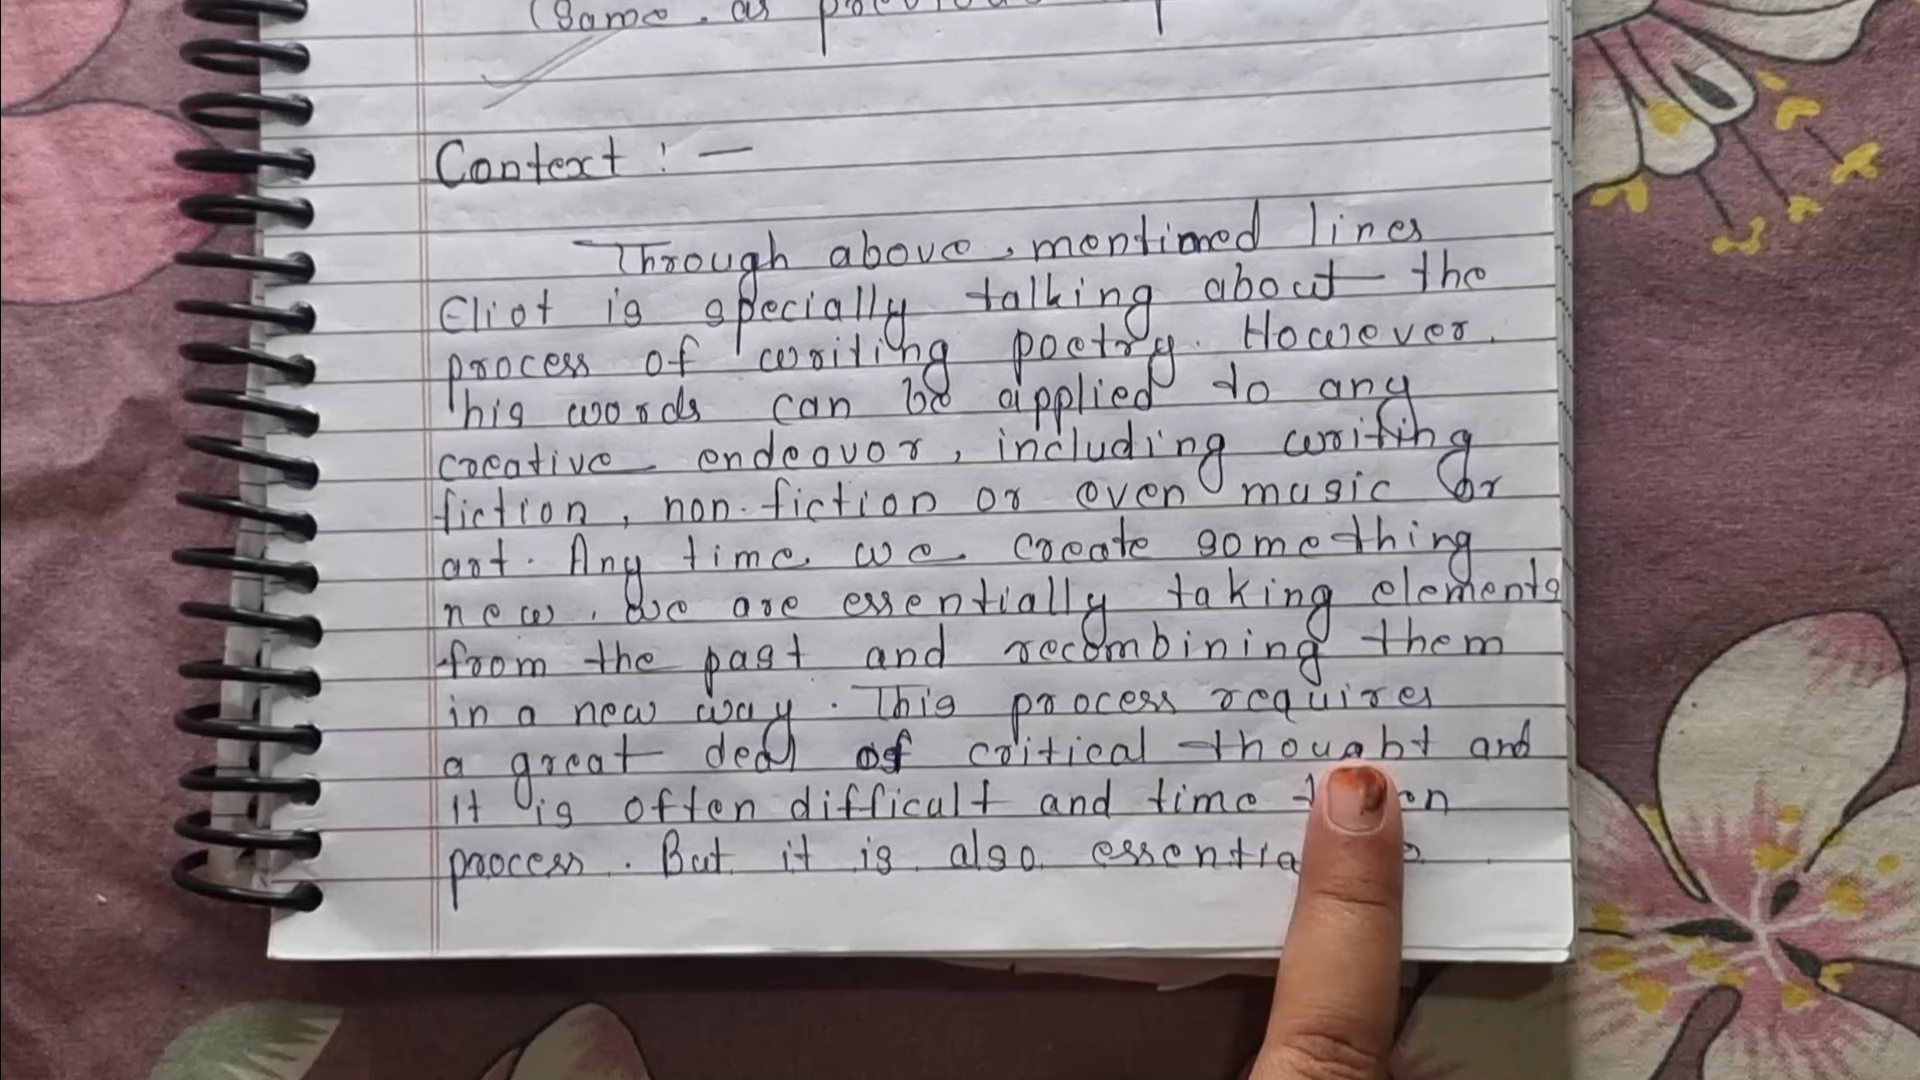 (Same as
Context : —
Through above mentioned lines
Eliot is specially talking about the
process of writing poetry. However,
his words can be applied to any
creative endeavor, including writing
fiction, non-fiction or even music or
art. Any time we create something
new, we are essentially taking elements
from the past and recombining them
in a new way. This process requires
a great deal of critical thought and
it is often difficult and time
process. But it is also